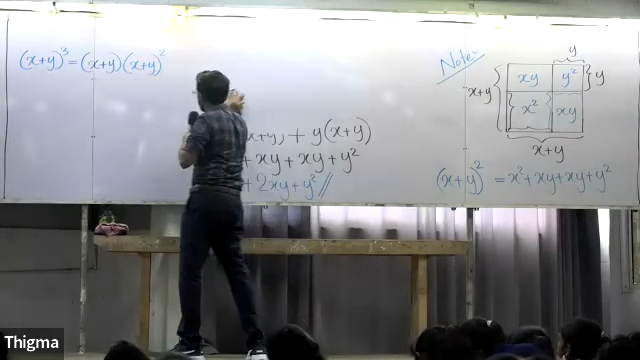 (x+y)³ = (x+y)(x+y)²
x+y) + y(x+y)
+ xy + xy + y²
+ 2xy + y² //
Note:-
y
xy y² y
x+y
x² xy
x+y
(x+y)² = x² + xy + xy + y²
Thigma